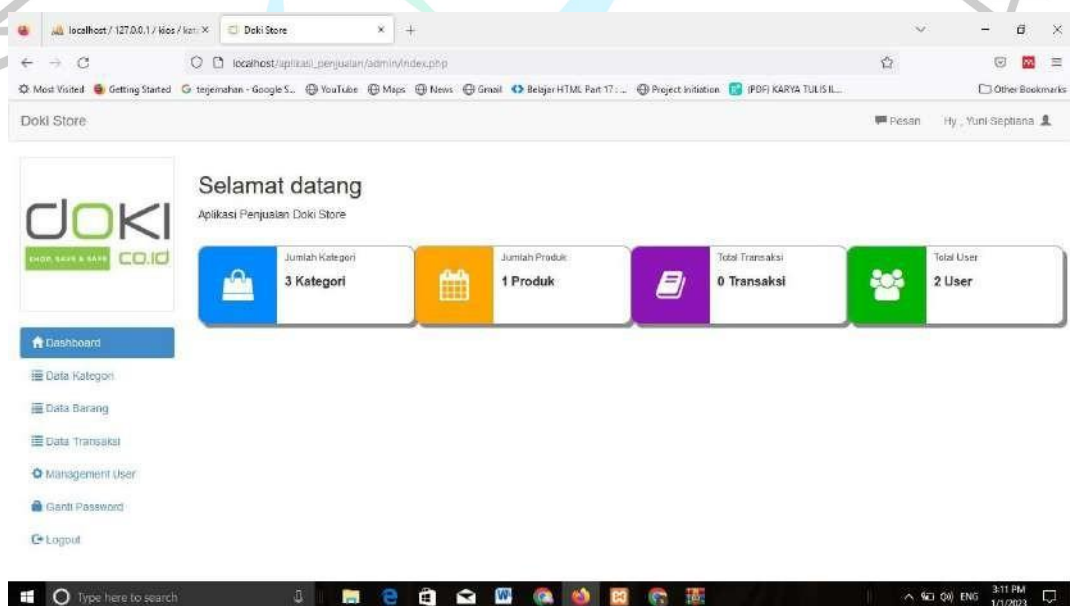 localhost / 127.0.0.1 / kios / kat
Doki Store
localhost/aplikasi_penjualan/admin/index.php
Most Visited Getting Started terjemahan - Google S... YouTube Maps News Gmail Belajar HTML Part 17 : ... Project Initiation (PDF) KARYA TULIS IL... Other Bookmarks
Doki Store Pesan Hy , Yuni Septiana
doki
SHOP, SAVE & SAFE co.id
Selamat datang
Aplikasi Penjualan Doki Store
Jumlah Kategori
3 Kategori
Jumlah Produk
1 Produk
Total Transaksi
0 Transaksi
Total User
2 User
Dashboard
Data Kategori
Data Barang
Data Transaksi
Management User
Ganti Password
Logout
Type here to search ENG 3:11 PM
1/1/2023